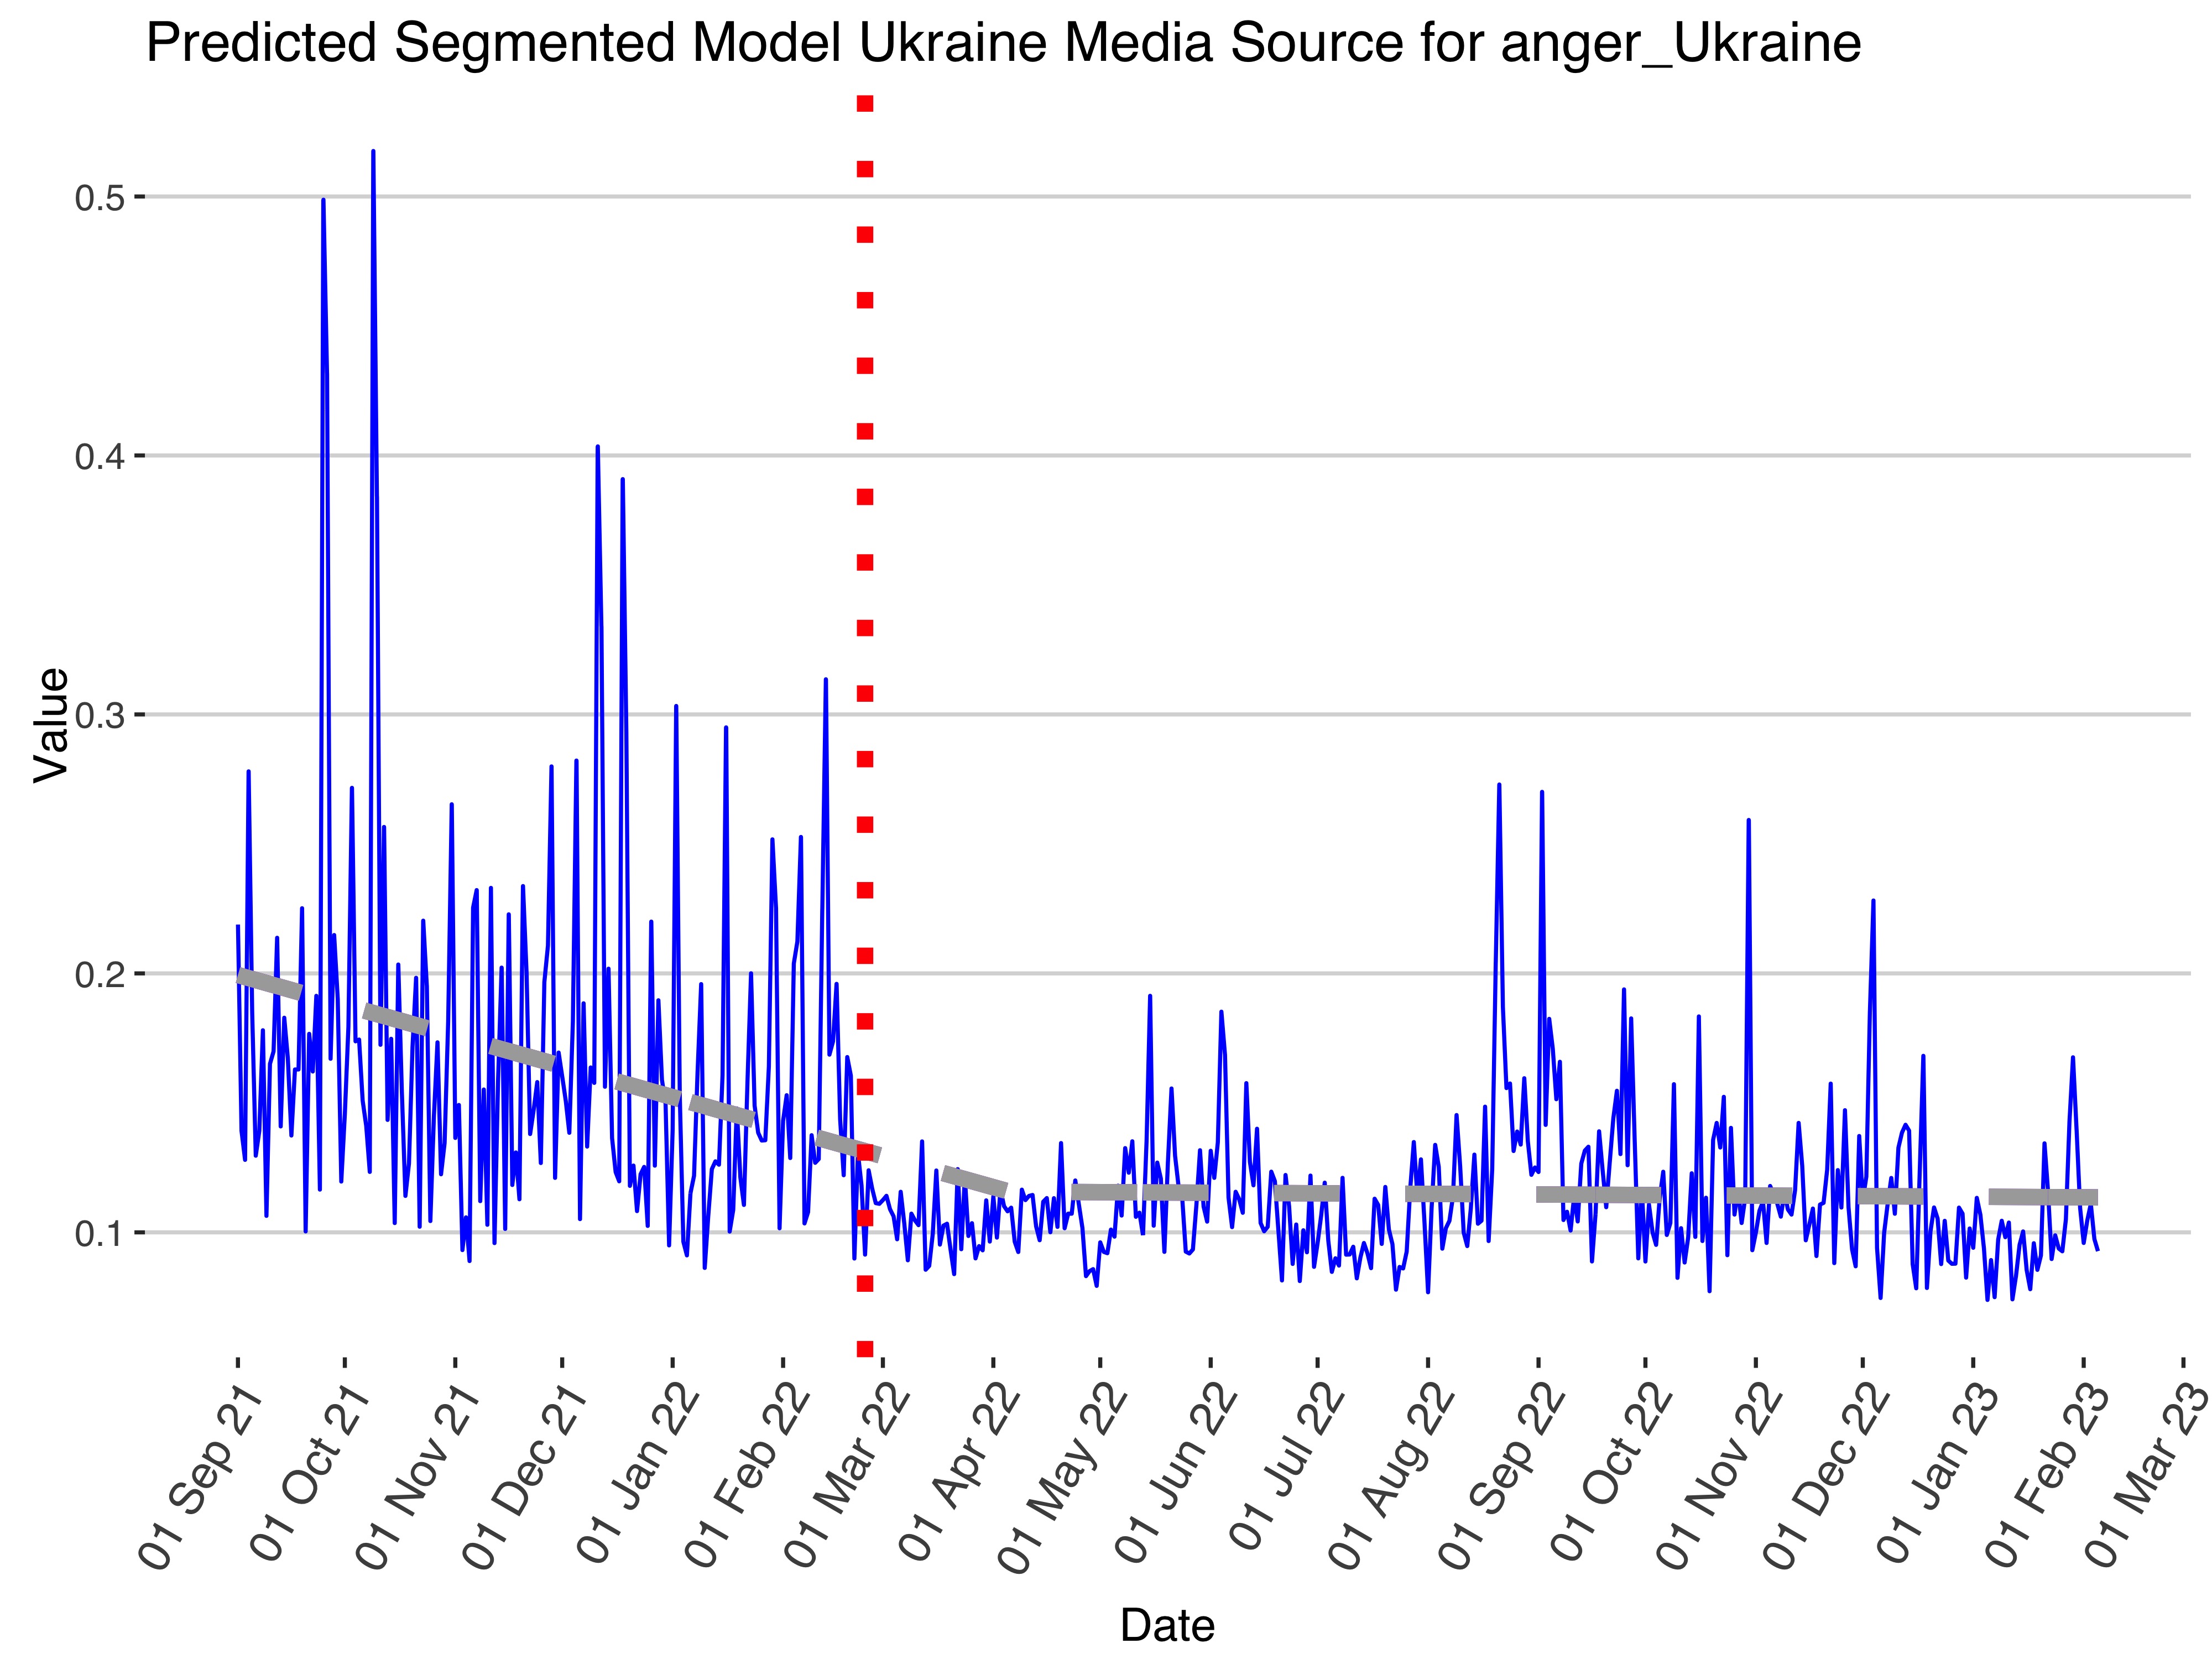 Predicted Segmented Model Ukraine Media Source for anger_Ukraine
Value
0.5
0.4
0.3
0.2
0.1
01 Sep 21
01 Oct 21
01 Nov 21
01 Dec 21
01 Jan 22
01 Feb 22
01 Mar 22
01 Apr 22
01 May 22
01 Jun 22
01 Jul 22
01 Aug 22
01 Sep 22
01 Oct 22
01 Nov 22
01 Dec 22
01 Jan 23
01 Feb 23
01 Mar 23
Date